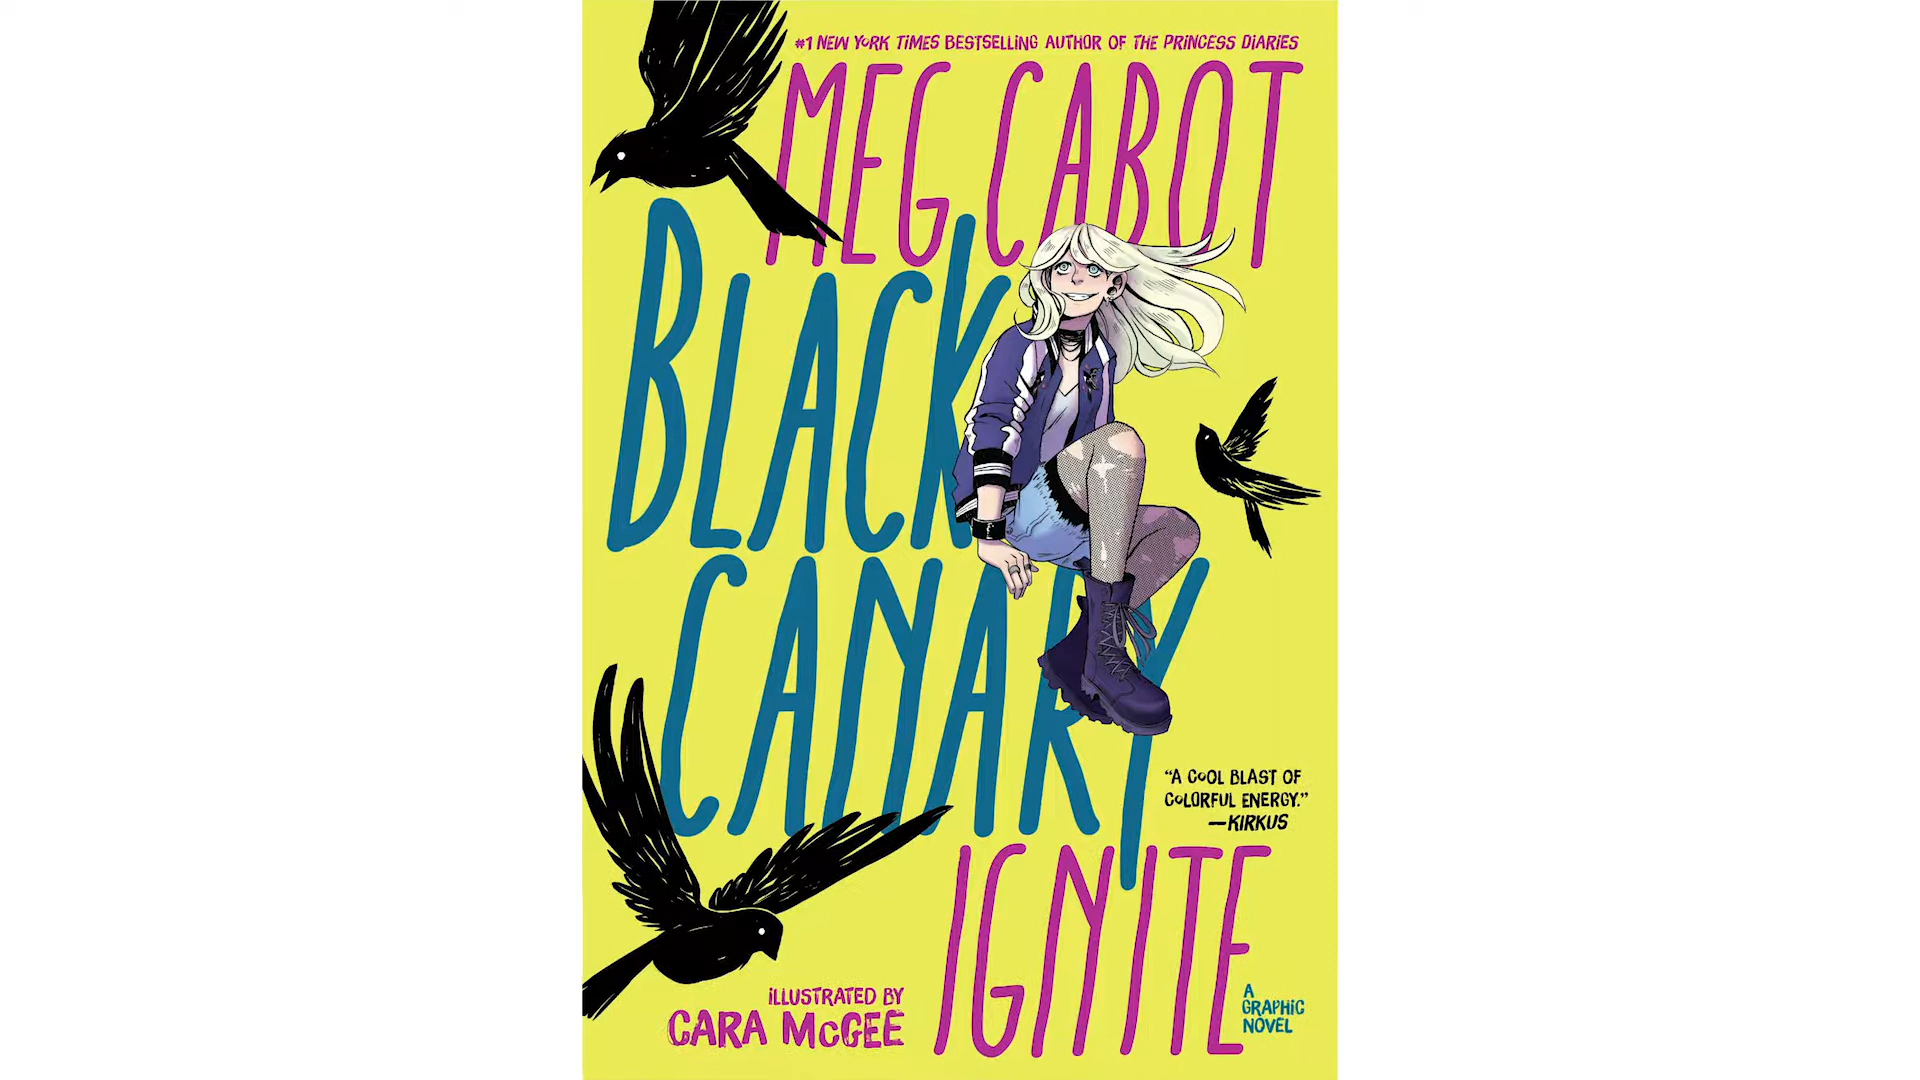 #1 NEW YORK TIMES BESTSELLING AUTHOR OF THE PRINCESS DIARIES
MEG CABOT
BLACK
CANARY
"A COOL BLAST OF
COLORFUL ENERGY."
—KIRKUS
IGNITE
A
GRAPHIC
NOVEL
ILLUSTRATED BY
CARA McGEE